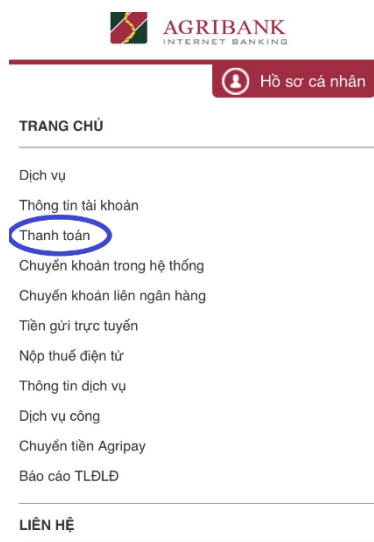 AGRIBANK
INTERNET BANKING
Hồ sơ cá nhân
TRANG CHỦ
Dịch vụ
Thông tin tài khoản
Thanh toán
Chuyển khoản trong hệ thống
Chuyển khoản liên ngân hàng
Tiền gửi trực tuyến
Nộp thuế điện tử
Thông tin dịch vụ
Dịch vụ công
Chuyển tiền Agripay
Báo cáo TLĐLĐ
LIÊN HỆ